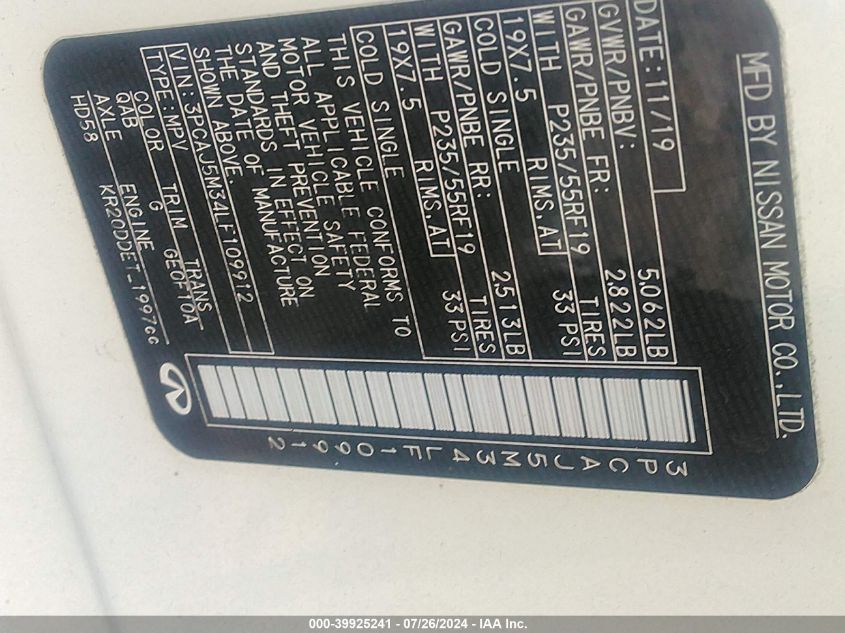 MFD BY NISSAN MOTOR CO.,LTD.
DATE:11/19
GVWR/PNBV: 5,062LB
GAWR/PNBE FR: 2,822LB
WITH P235/55RF19 TIRES
19X7.5 RIMS,AT 33 PSI
COLD SINGLE
GAWR/PNBE RR: 2,513LB
WITH P235/55RF19 TIRES
19X7.5 RIMS,AT 33 PSI
COLD SINGLE
THIS VEHICLE CONFORMS TO
ALL APPLICABLE FEDERAL
MOTOR VEHICLE SAFETY
AND THEFT PREVENTION
STANDARDS IN EFFECT ON
THE DATE OF MANUFACTURE
SHOWN ABOVE.
VIN:3PCAJ5M34LF109912
TYPE:MPV
COLOR TRIM TRANS
QAB G GEOF10A
AXLE ENGINE
HD58 KR20DDET_1997CC
3PCAJ5M34LF109912
000-39925241 - 07/26/2024 - IAA Inc.